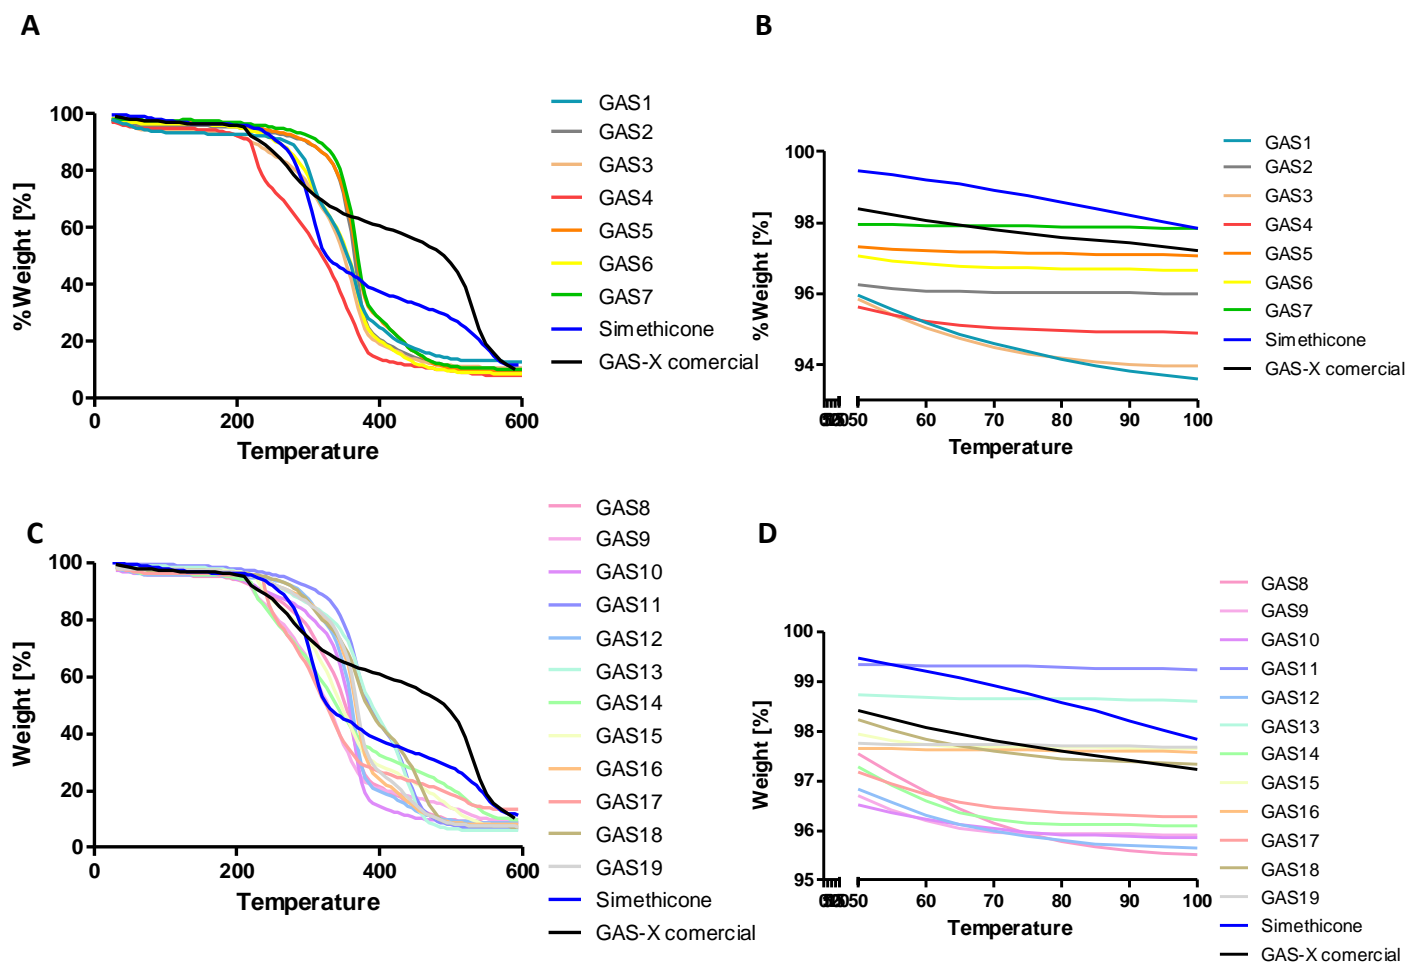 A
100
80
60
40
20
0
%Weight [%]
0 200 400 600
Temperature
GAS1
GAS2
GAS3
GAS4
GAS5
GAS6
GAS7
Simethicone
GAS-X comercial
B
100
98
96
94
%Weight [%]
50 60 70 80 90 100
Temperature
GAS1
GAS2
GAS3
GAS4
GAS5
GAS6
GAS7
Simethicone
GAS-X comercial
C
100
80
60
40
20
0
Weight [%]
0 200 400 600
Temperature
GAS8
GAS9
GAS10
GAS11
GAS12
GAS13
GAS14
GAS15
GAS16
GAS17
GAS18
GAS19
Simethicone
GAS-X comercial
D
100
99
98
97
96
95
Weight [%]
50 60 70 80 90 100
Temperature
GAS8
GAS9
GAS10
GAS11
GAS12
GAS13
GAS14
GAS15
GAS16
GAS17
GAS18
GAS19
Simethicone
GAS-X comercial